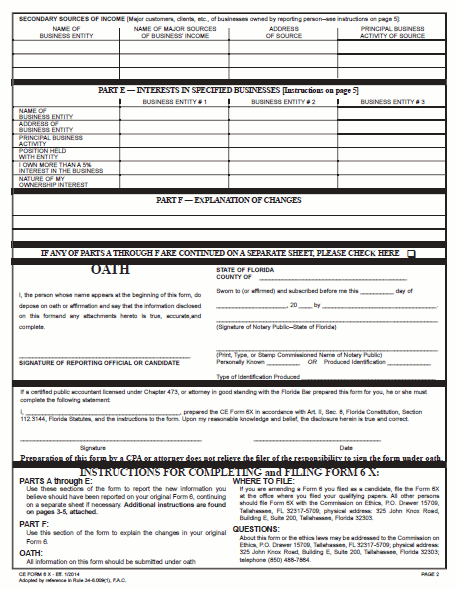 SECONDARY SOURCES OF INCOME [Major customers, clients, etc., of businesses owned by reporting person--see instructions on page 5]:
NAME OF
BUSINESS ENTITY
NAME OF MAJOR SOURCES
OF BUSINESS' INCOME
ADDRESS
OF SOURCE
PRINCIPAL BUSINESS
ACTIVITY OF SOURCE
PART E — INTERESTS IN SPECIFIED BUSINESSES [Instructions on page 5]
BUSINESS ENTITY # 1
BUSINESS ENTITY # 2
BUSINESS ENTITY # 3
NAME OF
BUSINESS ENTITY
ADDRESS OF
BUSINESS ENTITY
PRINCIPAL BUSINESS
ACTIVITY
POSITION HELD
WITH ENTITY
I OWN MORE THAN A 5%
INTEREST IN THE BUSINESS
NATURE OF MY
OWNERSHIP INTEREST
PART F — EXPLANATION OF CHANGES
IF ANY OF PARTS A THROUGH F ARE CONTINUED ON A SEPARATE SHEET, PLEASE CHECK HERE ❑
OATH
I, the person whose name appears at the beginning of this form, do
depose on oath or affirmation and say that the information disclosed
on this formand any attachments hereto is true, accurate,and
complete.
SIGNATURE OF REPORTING OFFICIAL OR CANDIDATE
STATE OF FLORIDA
COUNTY OF
Sworn to (or affirmed) and subscribed before me this ________ day of
________, 20 ___ by ________.
(Signature of Notary Public--State of Florida)
(Print, Type, or Stamp Commissioned Name of Notary Public)
Personally Known ________ OR Produced Identification ________
Type of Identification Produced ________
If a certified public accountant licensed under Chapter 473, or attorney in good standing with the Florida Bar prepared this form for you, he or she must
complete the following statement:
I, ________, prepared the CE Form 6X in accordance with Art. II, Sec. 8, Florida Constitution, Section
112.3144, Florida Statutes, and the instructions to the form. Upon my reasonable knowledge and belief, the disclosure herein is true and correct.
Signature
Date
Preparation of this form by a CPA or attorney does not relieve the filer of the responsibility to sign the form under oath.
INSTRUCTIONS FOR COMPLETING and FILING FORM 6 X:
PARTS A through E:
Use these sections of the form to report the new information you
believe should have been reported on your original Form 6, continuing
on a separate sheet if necessary. Additional instructions are found
on pages 3-5, attached.
PART F:
Use this section of the form to explain the changes in your original
Form 6.
OATH:
All information on this form should be submitted under oath
WHERE TO FILE:
If you are amending a Form 6 you filed as a candidate, file the Form 6X
at the office where you filed your qualifying papers. All other persons
should file the Form 6X with the Commission on Ethics, P.O. Drawer 15709,
Tallahassee, FL 32317-5709; physical address: 325 John Knox Road,
Building E, Suite 200, Tallahassee, Florida 32303.
QUESTIONS:
About this form or the ethics laws may be addressed to the Commission on
Ethics, P.O. Drawer 15709, Tallahassee, FL 32317-5709; physical address:
325 John Knox Road, Building E, Suite 200, Tallahassee, Florida 32303;
telephone (850) 488-7864.
CE FORM 6 X - Eff. 1/2014
Adopted by reference in Rule 34-8.009(1), F.A.C.
PAGE 2